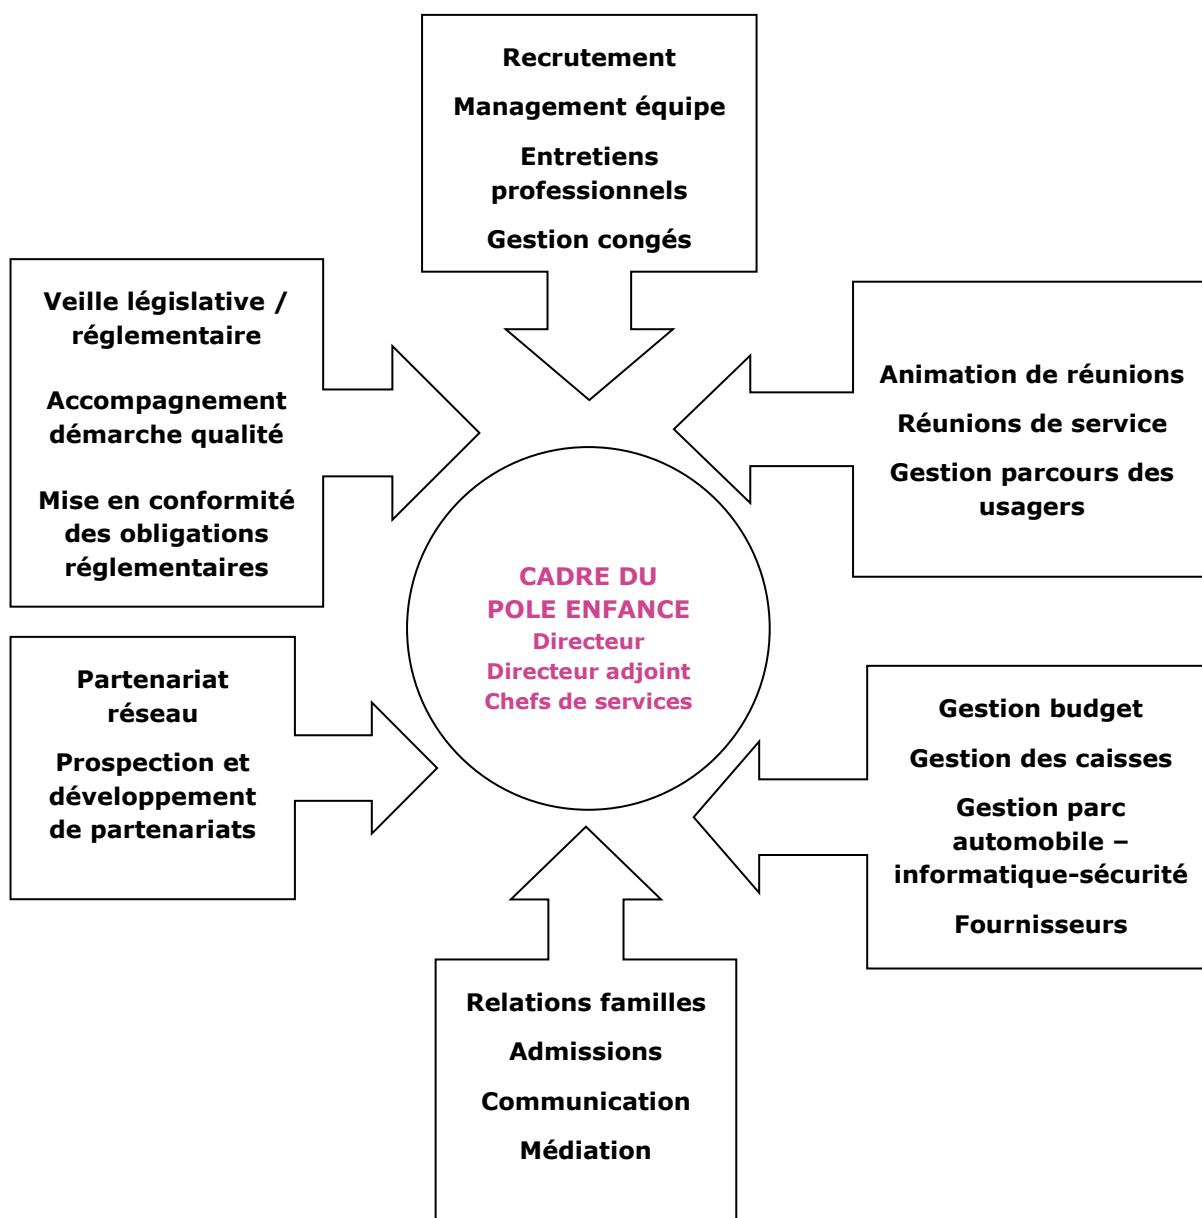 Recrutement
Management équipe
Entretiens
professionnels
Gestion congés
Veille législative /
réglementaire
Accompagnement
démarche qualité
Mise en conformité
des obligations
réglementaires
Animation de réunions
Réunions de service
Gestion parcours des
usagers
CADRE DU
POLE ENFANCE
Directeur
Directeur adjoint
Chefs de services
Partenariat
réseau
Prospection et
développement
de partenariats
Gestion budget
Gestion des caisses
Gestion parc
automobile –
informatique-sécurité
Fournisseurs
Relations familles
Admissions
Communication
Médiation